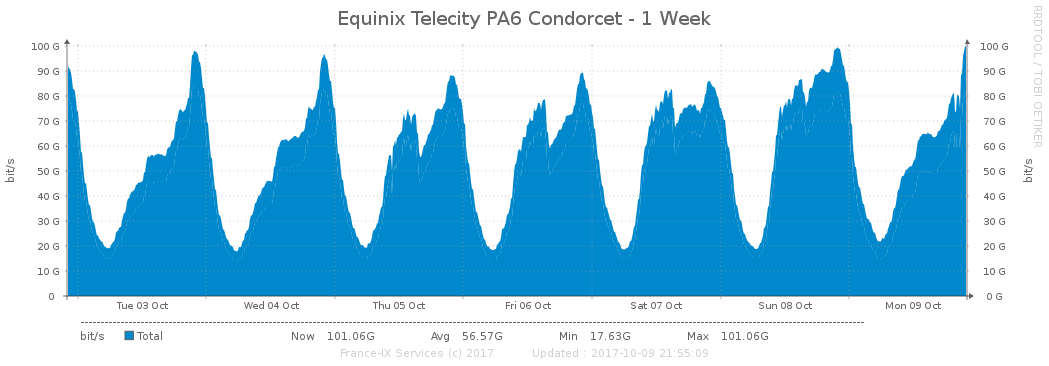 Equinix Telecity PA6 Condorcet - 1 Week
RRDTOOL / TOBI OETIKER
bit/s
100 G
90 G
80 G
70 G
60 G
50 G
40 G
30 G
20 G
10 G
0
100 G
90 G
80 G
70 G
60 G
50 G
40 G
30 G
20 G
10 G
0 G
bit/s
Tue 03 Oct Wed 04 Oct Thu 05 Oct Fri 06 Oct Sat 07 Oct Sun 08 Oct Mon 09 Oct
bit/s Total Now 101.06G Avg 56.57G Min 17.63G Max 101.06G
France-IX Services (c) 2017 Updated : 2017-10-09 21:55:09